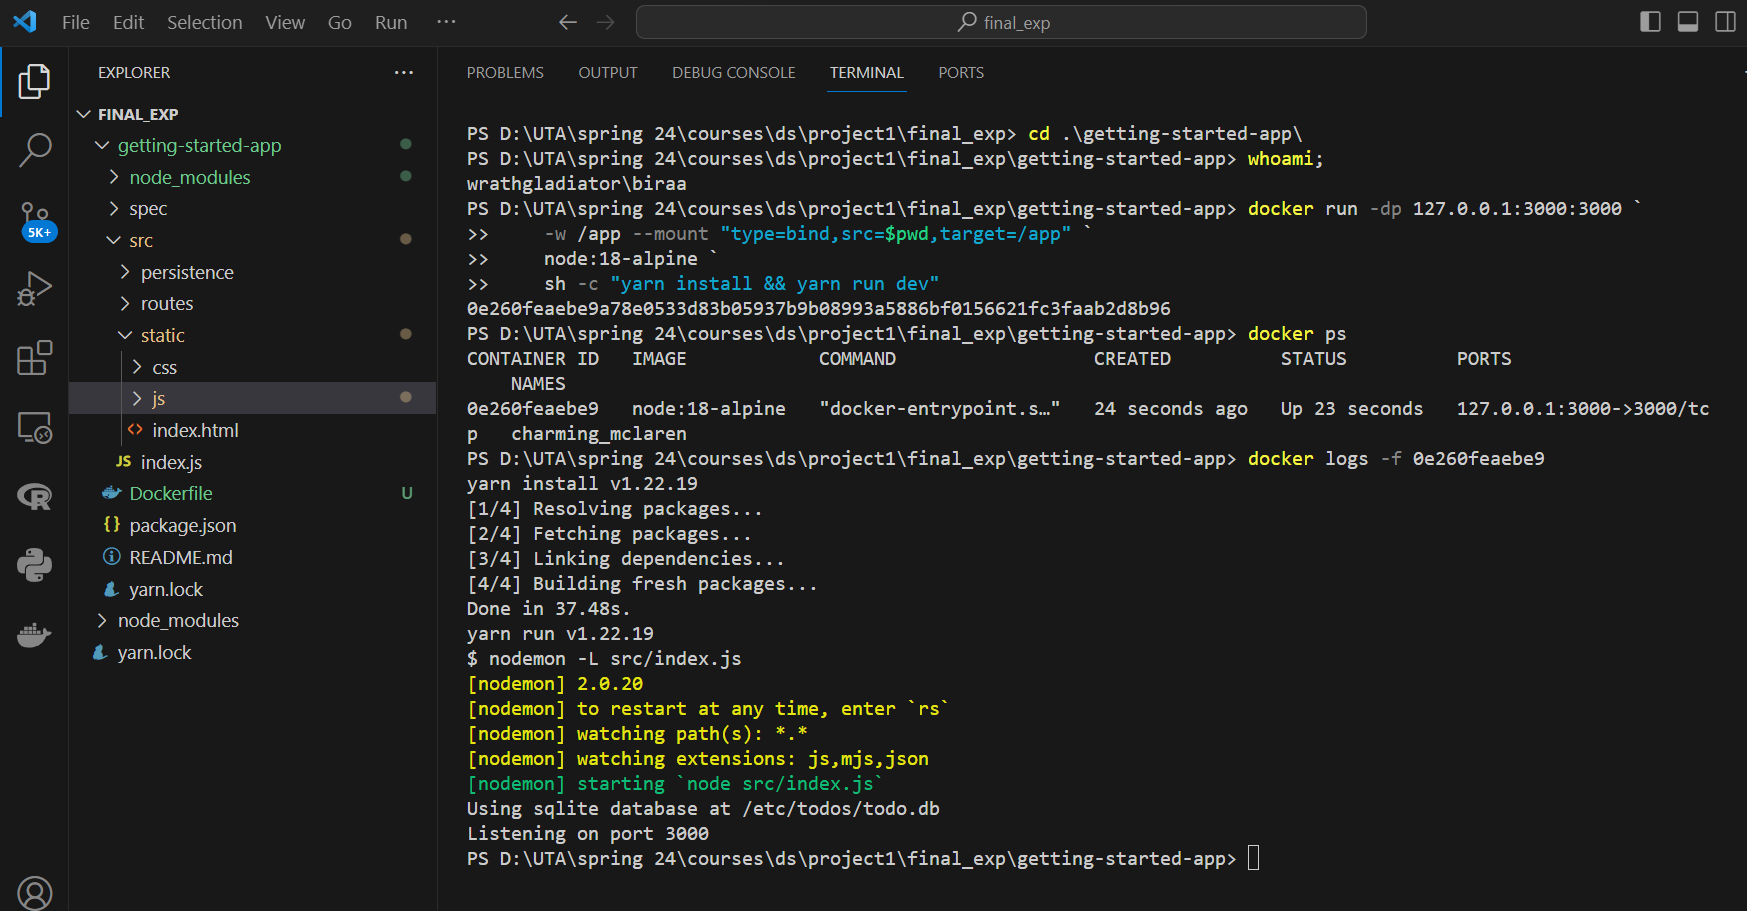 File Edit Selection View Go Run ···
final_exp
EXPLORER ···
FINAL_EXP
getting-started-app
node_modules
spec
src
persistence
routes
static
css
js
index.html
JS index.js
Dockerfile U
{} package.json
README.md
yarn.lock
node_modules
yarn.lock
5K+
PROBLEMS OUTPUT DEBUG CONSOLE TERMINAL PORTS
PS D:\UTA\spring 24\courses\ds\project1\final_exp> cd .\getting-started-app\
PS D:\UTA\spring 24\courses\ds\project1\final_exp\getting-started-app> whoami;
wrathgladiator\biraa
PS D:\UTA\spring 24\courses\ds\project1\final_exp\getting-started-app> docker run -dp 127.0.0.1:3000:3000 `
>>     -w /app --mount "type=bind,src=$pwd,target=/app" `
>>     node:18-alpine `
>>     sh -c "yarn install && yarn run dev"
0e260feaebe9a78e0533d83b05937b9b08993a5886bf0156621fc3faab2d8b96
PS D:\UTA\spring 24\courses\ds\project1\final_exp\getting-started-app> docker ps
CONTAINER ID   IMAGE            COMMAND                  CREATED          STATUS          PORTS
    NAMES
0e260feaebe9   node:18-alpine   "docker-entrypoint.s…"   24 seconds ago   Up 23 seconds   127.0.0.1:3000->3000/tc
p   charming_mclaren
PS D:\UTA\spring 24\courses\ds\project1\final_exp\getting-started-app> docker logs -f 0e260feaebe9
yarn install v1.22.19
[1/4] Resolving packages...
[2/4] Fetching packages...
[3/4] Linking dependencies...
[4/4] Building fresh packages...
Done in 37.48s.
yarn run v1.22.19
$ nodemon -L src/index.js
[nodemon] 2.0.20
[nodemon] to restart at any time, enter `rs`
[nodemon] watching path(s): *.*
[nodemon] watching extensions: js,mjs,json
[nodemon] starting `node src/index.js`
Using sqlite database at /etc/todos/todo.db
Listening on port 3000
PS D:\UTA\spring 24\courses\ds\project1\final_exp\getting-started-app>